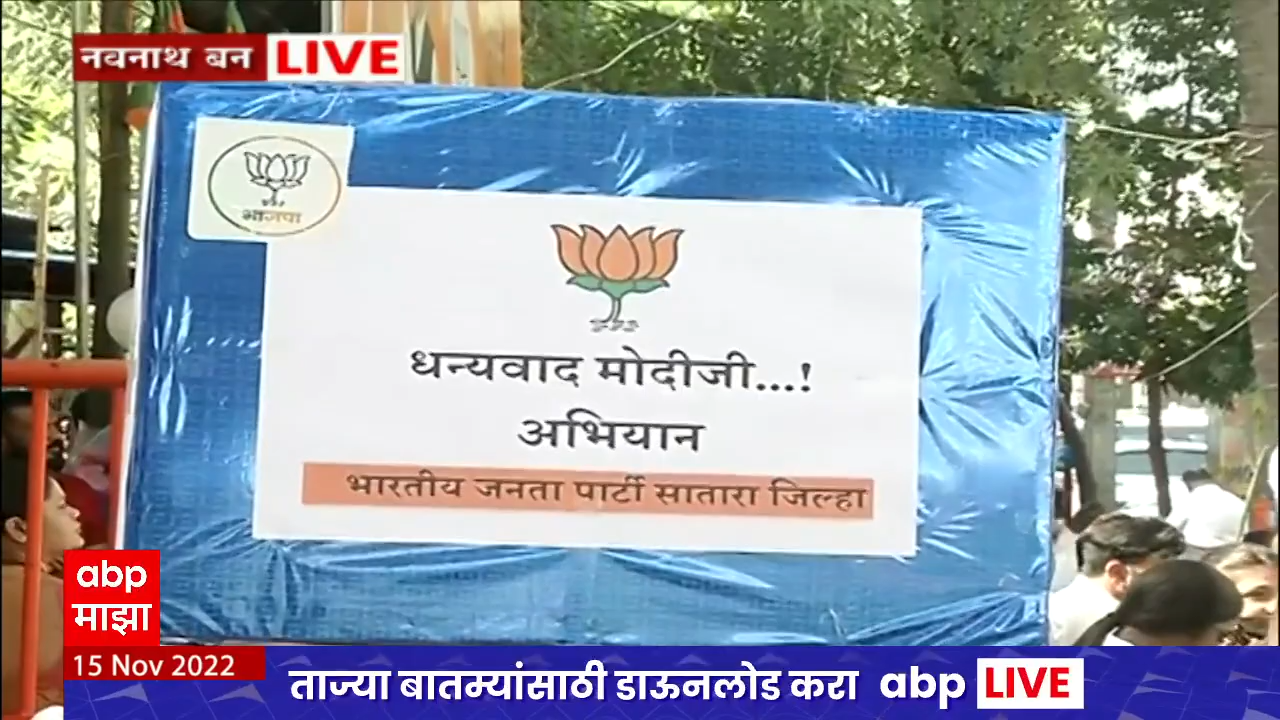 नवनाथ बन LIVE
भाजपा
धन्यवाद मोदीजी...!
अभियान
भारतीय जनता पार्टी सातारा जिल्हा
abp
माझा
15 Nov 2022
ताज्या बातम्यांसाठी डाऊनलोड करा abp LIVE